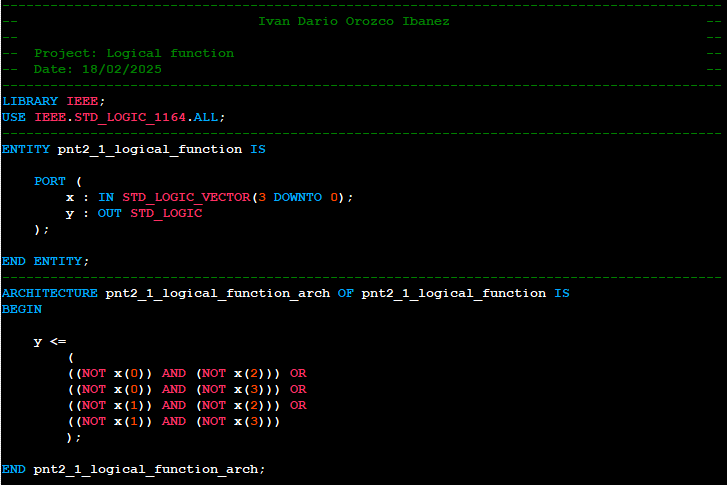 --------------------------------------------------------------------------------
-- Ivan Dario Orozco Ibanez --
-- --
-- Project: Logical function --
-- Date: 18/02/2025 --
------------------------------------------------------------------------------------------
LIBRARY IEEE;
USE IEEE.STD_LOGIC_1164.ALL;
------------------------------------------------------------------------------------------
ENTITY pnt2_1_logical_function IS
PORT (
x : IN STD_LOGIC_VECTOR(3 DOWNTO 0);
y : OUT STD_LOGIC
);
END ENTITY;
------------------------------------------------------------------------------------------
ARCHITECTURE pnt2_1_logical_function_arch OF pnt2_1_logical_function IS
BEGIN
y <=
(
((NOT x(0)) AND (NOT x(2))) OR
((NOT x(0)) AND (NOT x(3))) OR
((NOT x(1)) AND (NOT x(2))) OR
((NOT x(1)) AND (NOT x(3)))
);
END pnt2_1_logical_function_arch;